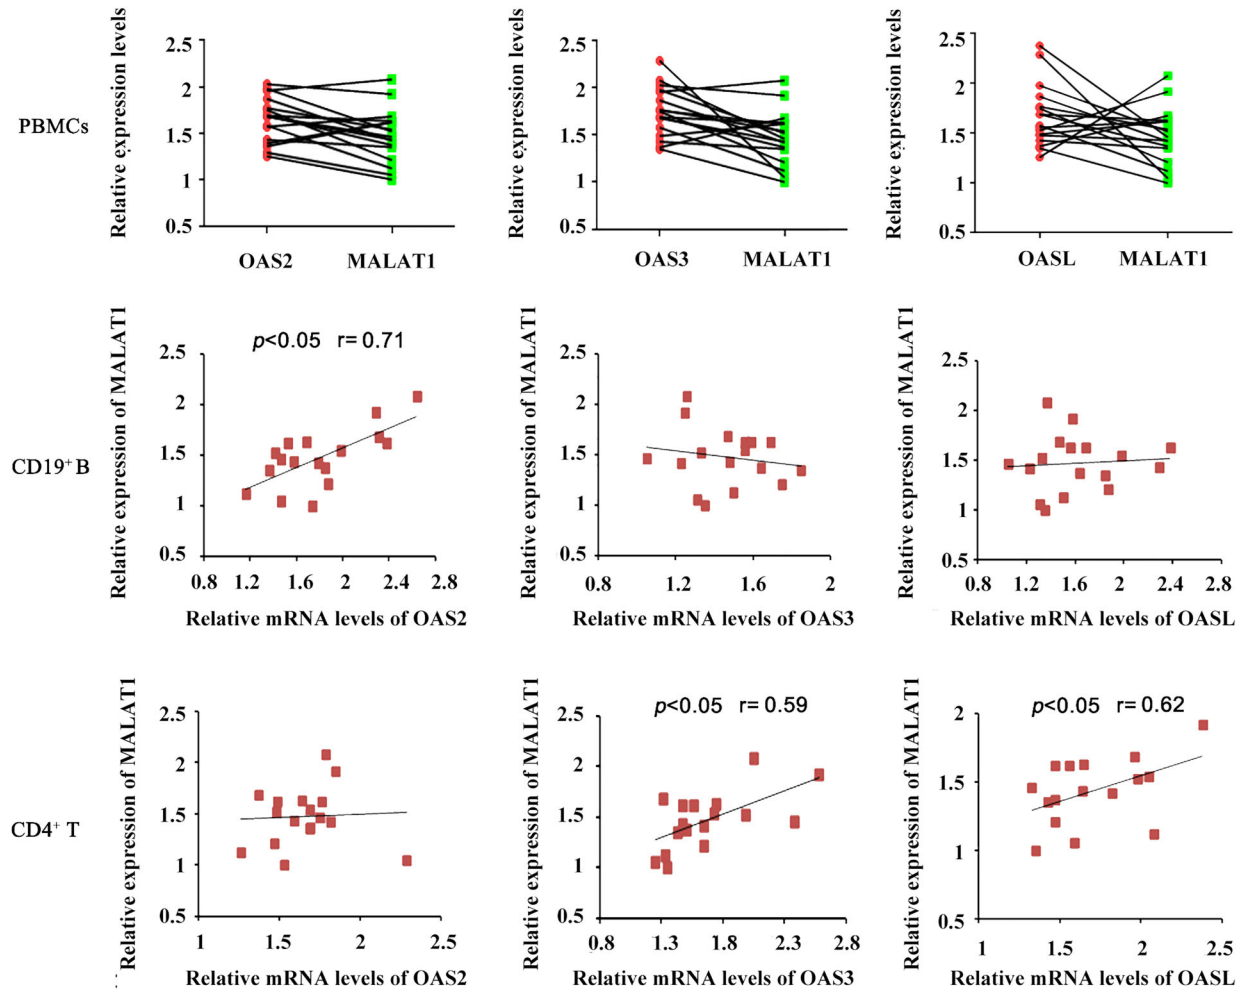 PBMCs
Relative expression levels
2.5
2
1.5
1
0.5
OAS2 MALAT1
Relative expression levels
2.5
2
1.5
1
0.5
OAS3 MALAT1
Relative expression levels
2.5
2
1.5
1
0.5
OASL MALAT1
CD19+ B
Relative expression of MALAT1
p<0.05 r= 0.71
2.5
2
1.5
1
0.5
0.8 1.2 1.6 2 2.4 2.8
Relative mRNA levels of OAS2
Relative expression of MALAT1
2.5
2
1.5
1
0.5
0.8 1.2 1.6 2
Relative mRNA levels of OAS3
Relative expression of MALAT1
2.5
2
1.5
1
0.5
0.8 1.2 1.6 2 2.4 2.8
Relative mRNA levels of OASL
CD4+ T
Relative expression of MALAT1
2.5
2
1.5
1
0.5
1 1.5 2 2.5
Relative mRNA levels of OAS2
Relative expression of MALAT1
p<0.05 r= 0.59
2.5
2
1.5
1
0.5
0.8 1.3 1.8 2.3 2.8
Relative mRNA levels of OAS3
Relative expression of MALAT1
p<0.05 r= 0.62
2
1.5
1
0.5
1 1.5 2 2.5
Relative mRNA levels of OASL